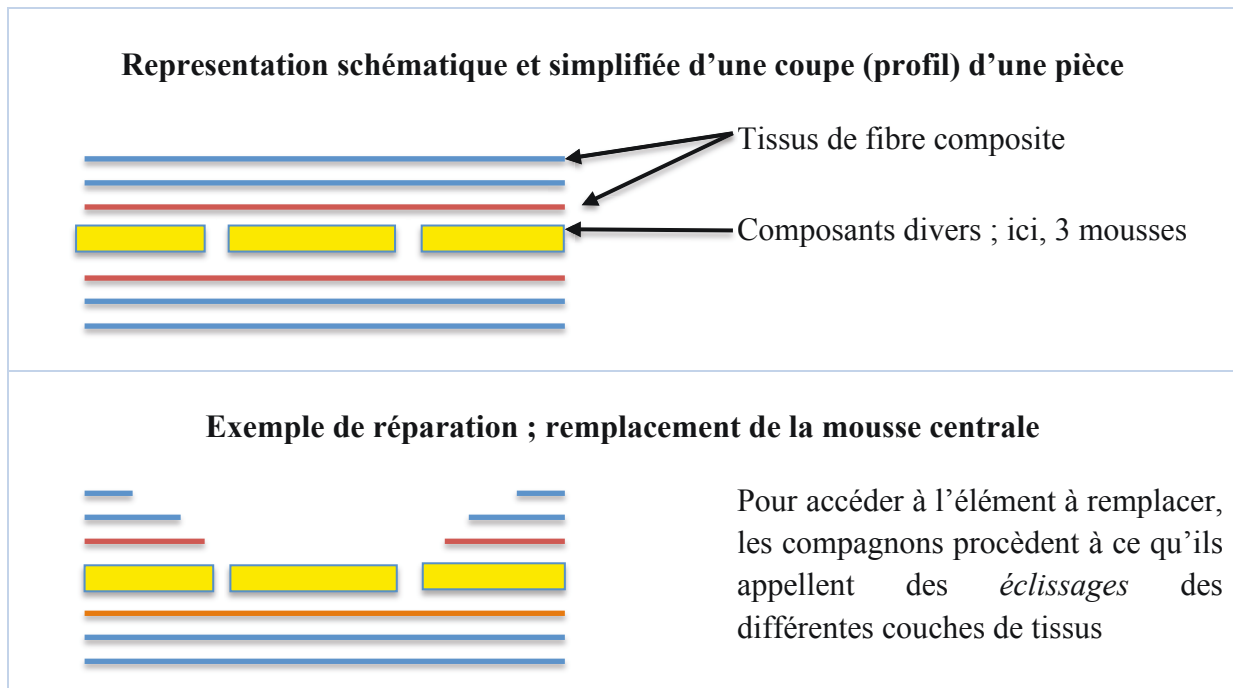 Representation schématique et simplifiée d’une coupe (profil) d’une pièce
Tissus de fibre composite
Composants divers ; ici, 3 mousses
Exemple de réparation ; remplacement de la mousse centrale
Pour accéder à l’élément à remplacer,
les compagnons procèdent à ce qu’ils
appellent des éclissages des
différentes couches de tissus